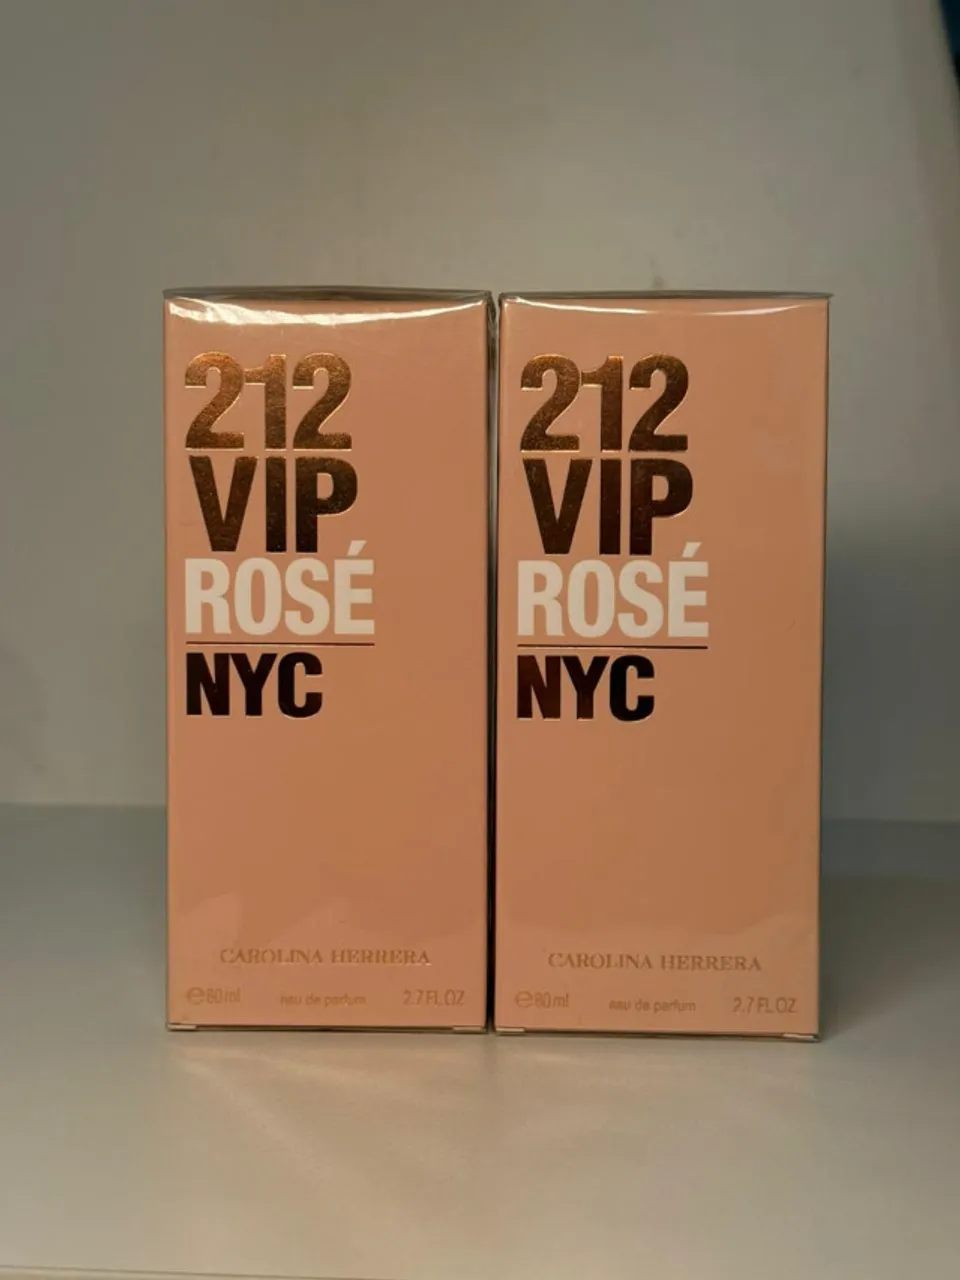 212
VIP
ROSÉ
NYC
CAROLINA HERRERA
℮80ml eau de parfum 2.7 FL.OZ
212
VIP
ROSÉ
NYC
CAROLINA HERRERA
℮80ml eau de parfum 2.7 FL.OZ